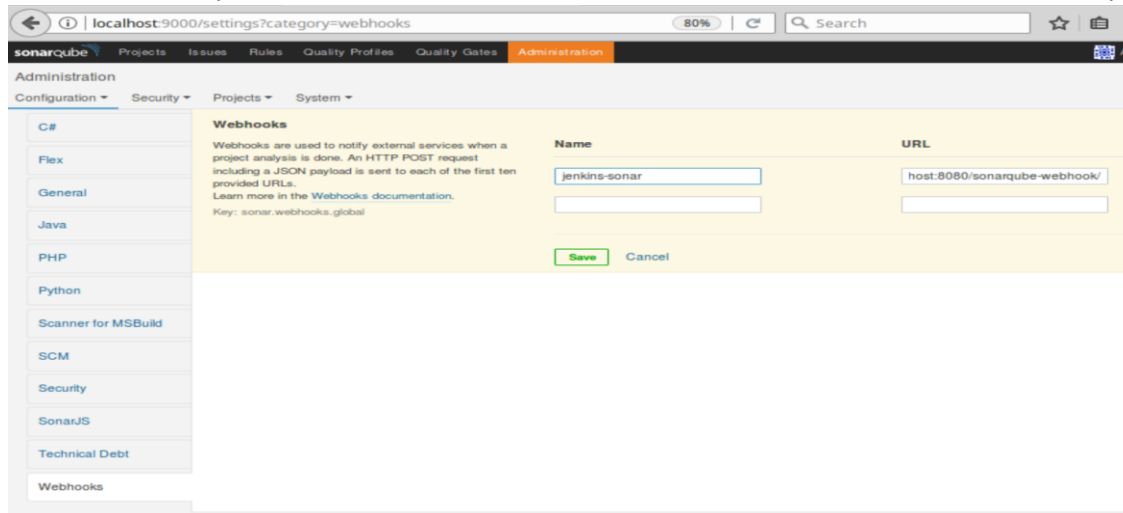 localhost:9000/settings?category=webhooks 80% Search
sonarqube Projects Issues Rules Quality Profiles Quality Gates Administration
Administration
Configuration Security Projects System
C#
Flex
General
Java
PHP
Python
Scanner for MSBuild
SCM
Security
SonarJS
Technical Debt
Webhooks
Webhooks
Webhooks are used to notify external services when a
project analysis is done. An HTTP POST request
including a JSON payload is sent to each of the first ten
provided URLs.
Learn more in the Webhooks documentation.
Key: sonar.webhooks.global
Name URL
jenkins-sonar host:8080/sonarqube-webhook/
Save Cancel